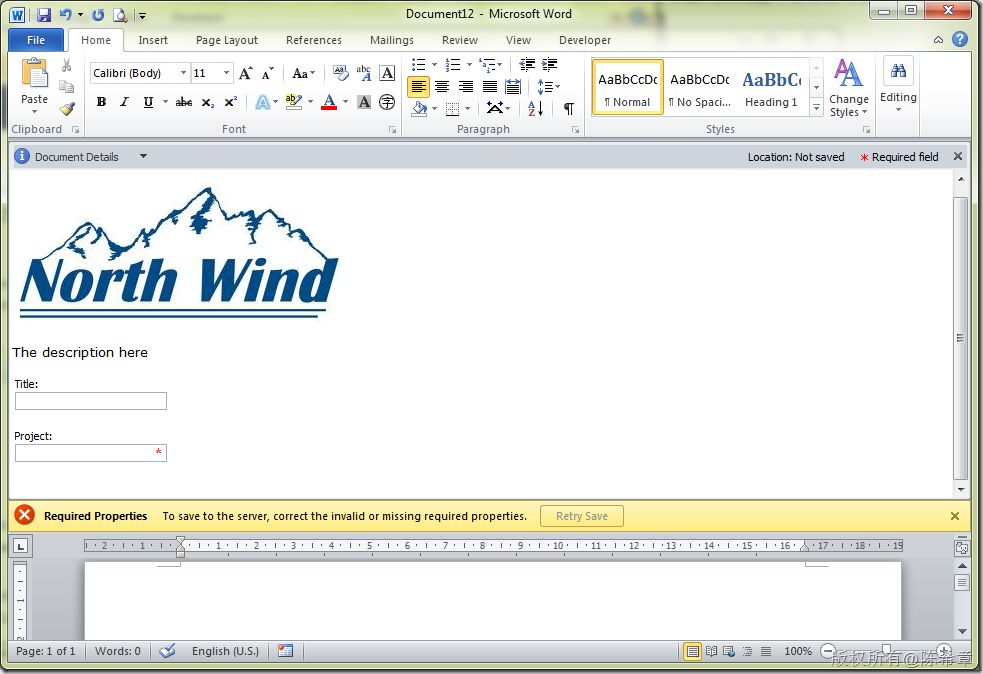 Document12 - Microsoft Word
File Home Insert Page Layout References Mailings Review View Developer
Paste
Clipboard
Calibri (Body) 11
Font
Paragraph
AaBbCcDc AaBbCcDc AaBbCc
¶ Normal ¶ No Spaci... Heading 1
Change Styles
Styles
Editing
Document Details
Location: Not saved * Required field
North Wind
The description here
Title:
Project:
*
Required Properties To save to the server, correct the invalid or missing required properties. Retry Save
2 1 1 2 3 4 5 6 7 8 9 10 11 12 13 14 15 16 17 18 19
Page: 1 of 1 Words: 0 English (U.S.) 100%
版权所有@陈希章